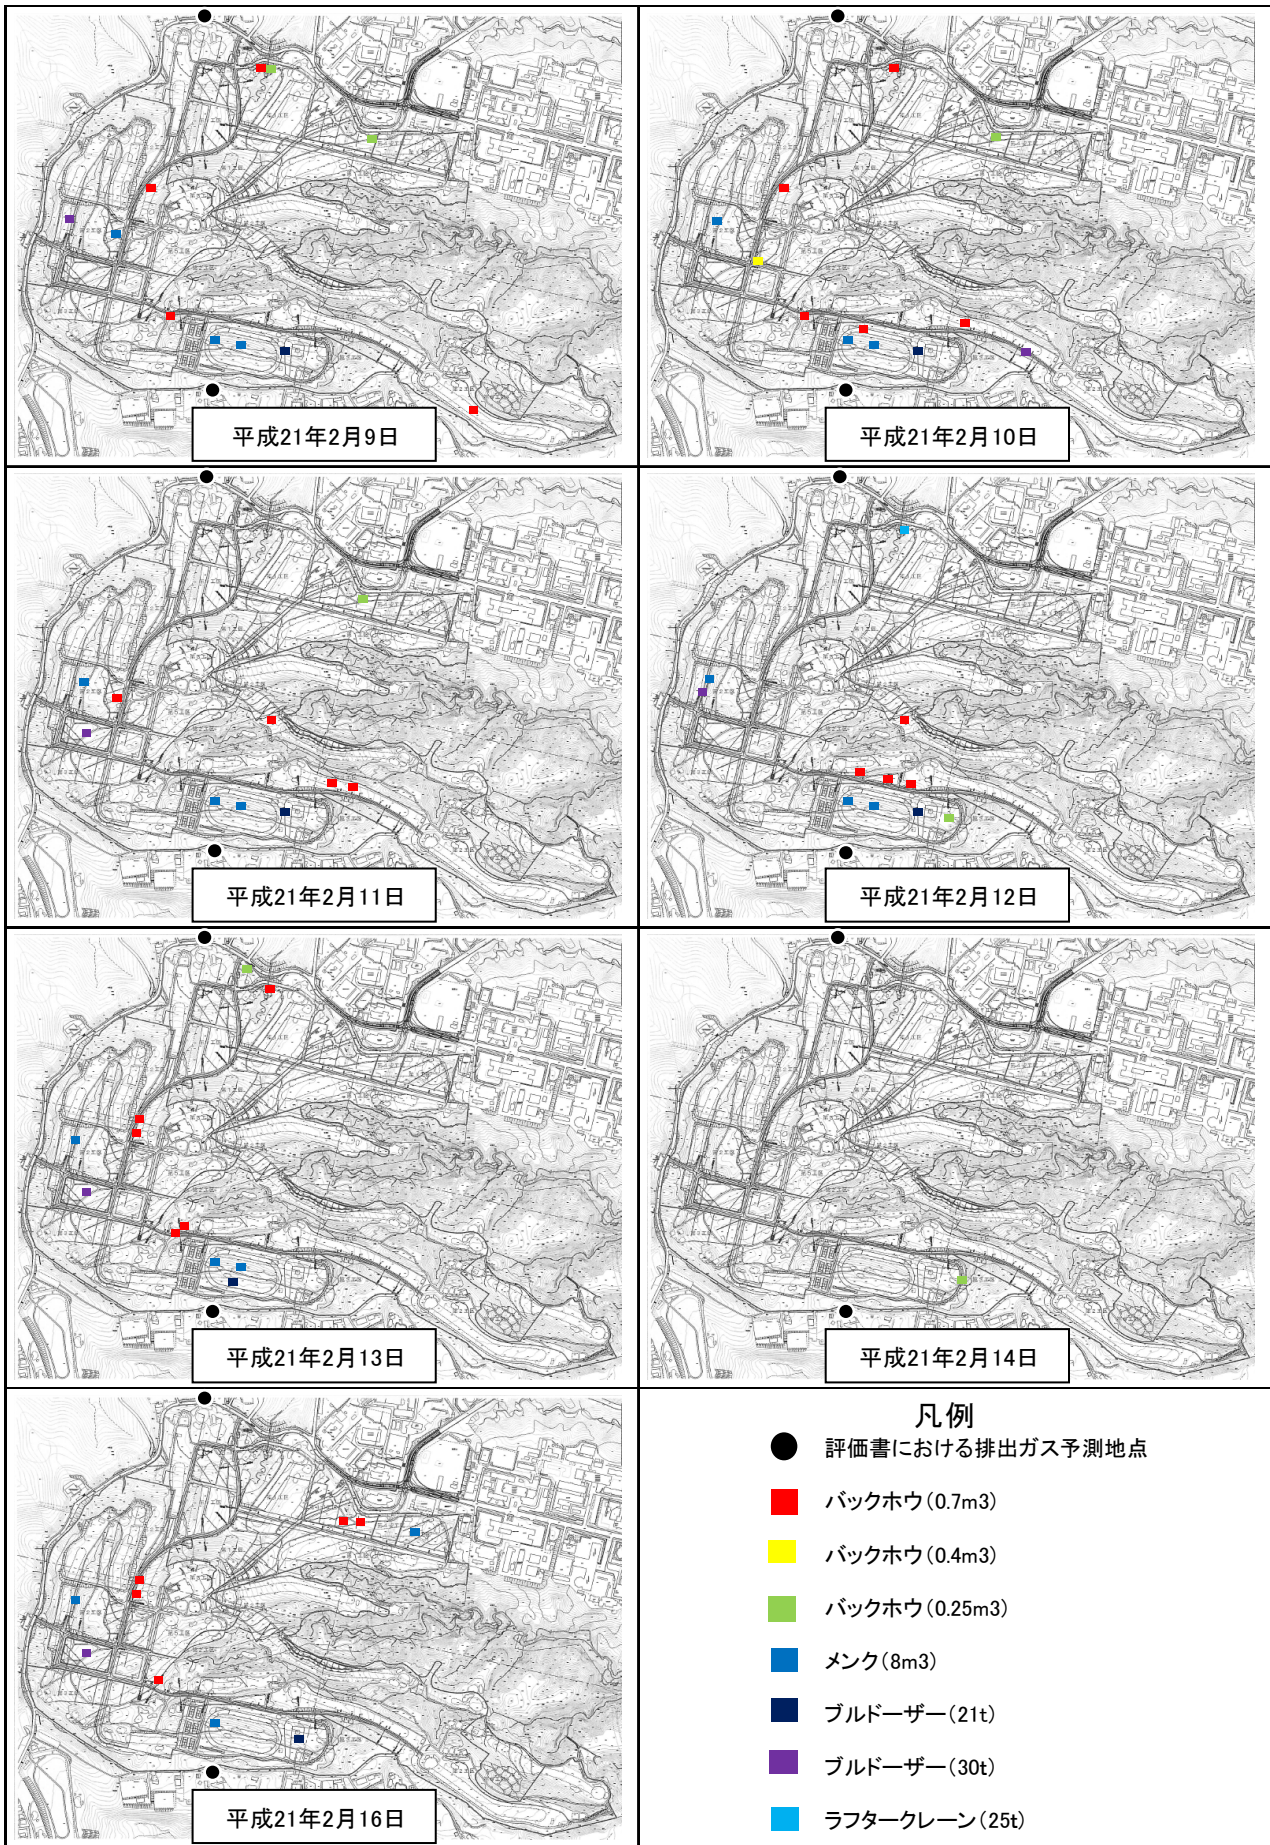 平成21年2月9日
平成21年2月10日
平成21年2月11日
平成21年2月12日
平成21年2月13日
平成21年2月14日
平成21年2月16日
凡例
評価書における排出ガス予測地点
バックホウ(0.7m3)
バックホウ(0.4m3)
バックホウ(0.25m3)
メンク(8m3)
ブルドーザー(21t)
ブルドーザー(30t)
ラフタークレーン(25t)